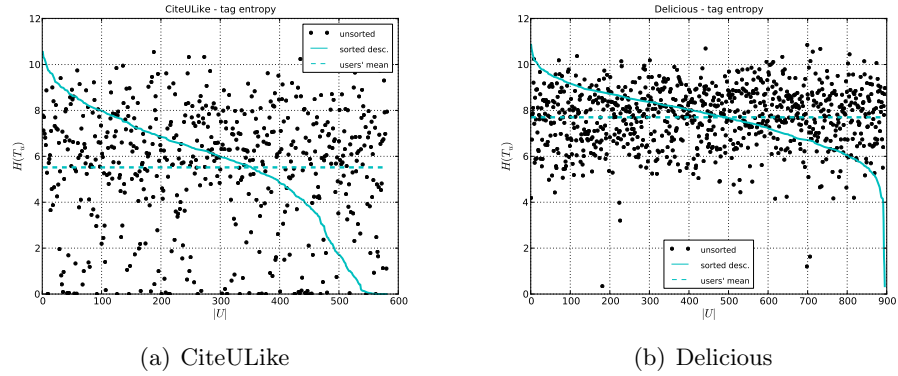 CiteULike - tag entropy
12
10
8
6
4
2
0
H(Tu)
0 100 200 300 400 500 600
|U|
unsorted
sorted desc.
users' mean
(a) CiteULike
Delicious - tag entropy
12
10
8
6
4
2
0
H(Tu)
0 100 200 300 400 500 600 700 800 900
|U|
unsorted
sorted desc.
users' mean
(b) Delicious